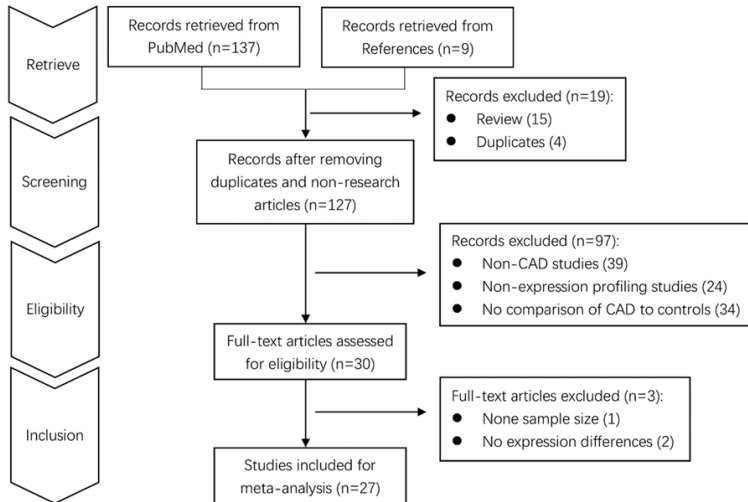 Retrieve
Records retrieved from
PubMed (n=137)
Records retrieved from
References (n=9)
Records excluded (n=19):
● Review (15)
● Duplicates (4)
Screening
Records after removing
duplicates and non-research
articles (n=127)
Records excluded (n=97):
● Non-CAD studies (39)
● Non-expression profiling studies (24)
● No comparison of CAD to controls (34)
Eligibility
Full-text articles assessed
for eligibility (n=30)
Full-text articles excluded (n=3):
● None sample size (1)
● No expression differences (2)
Inclusion
Studies included for
meta-analysis (n=27)